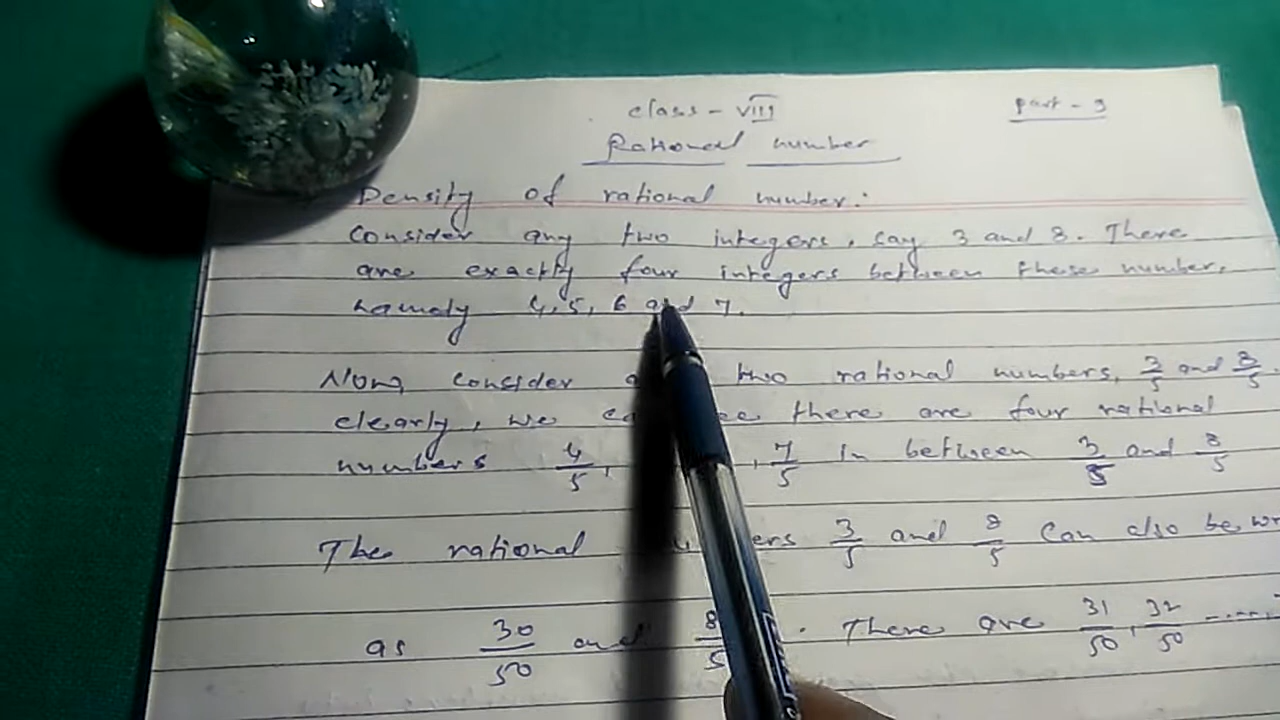 class - VIII
part - 3
Rational number
Density of rational number:
Consider any two integers, say 3 and 8. There
are exactly four integers between these number,
namely 4, 5, 6 and 7.
Now, consider two rational numbers, 3/5 and 8/5.
clearly, we there are four rational
numbers 4/5, , 7/5 in between 3/5 and 8/5
The rational 3/5 and 8/5 can also be
as 30/50 and . There are 31/50, 32/50 ......,